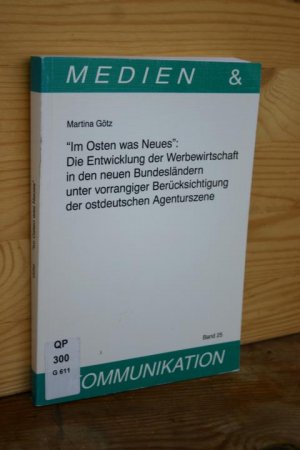 MEDIEN &
Martina Götz
"Im Osten was Neues":
Die Entwicklung der Werbewirtschaft
in den neuen Bundesländern
unter vorrangiger Berücksichtigung
der ostdeutschen Agenturszene
Band 25
QP
300
G 611
KOMMUNIKATION